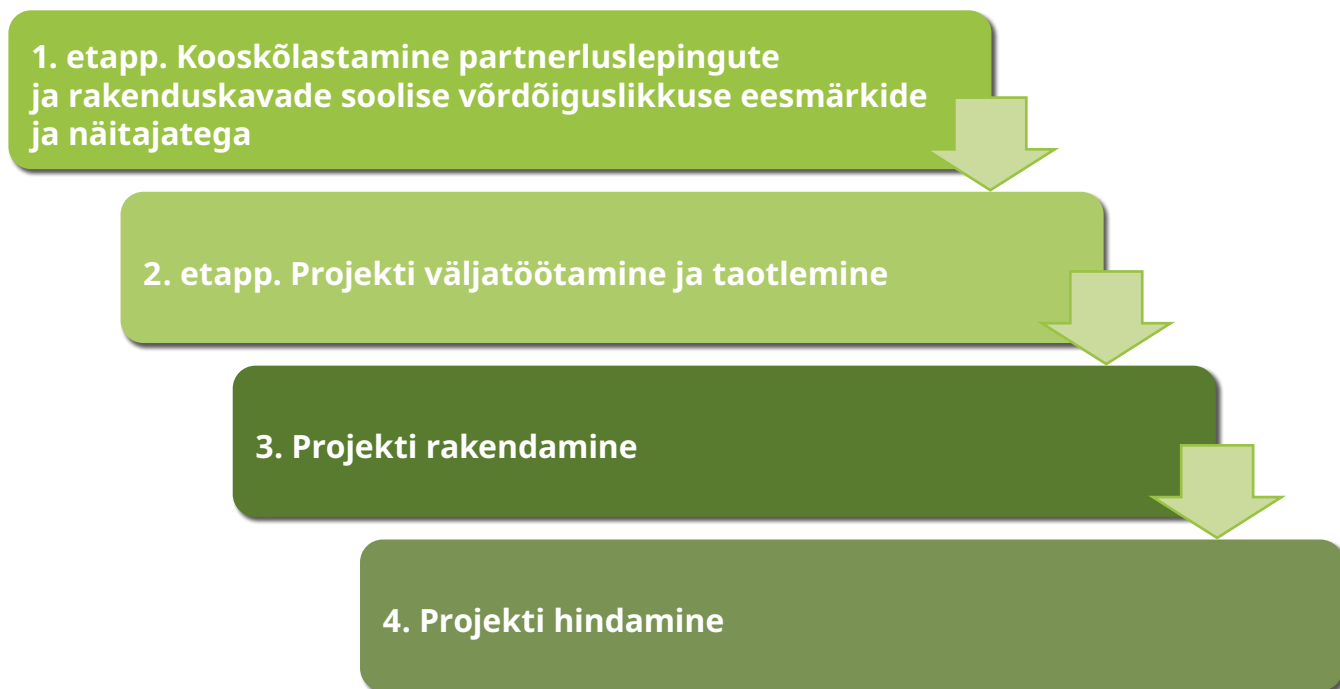 1. etapp. Kooskõlastamine partnerluslepingute
ja rakenduskavade soolise võrdõiguslikkuse eesmärkide
ja näitajatega
2. etapp. Projekti väljatöötamine ja taotlemine
3. Projekti rakendamine
4. Projekti hindamine